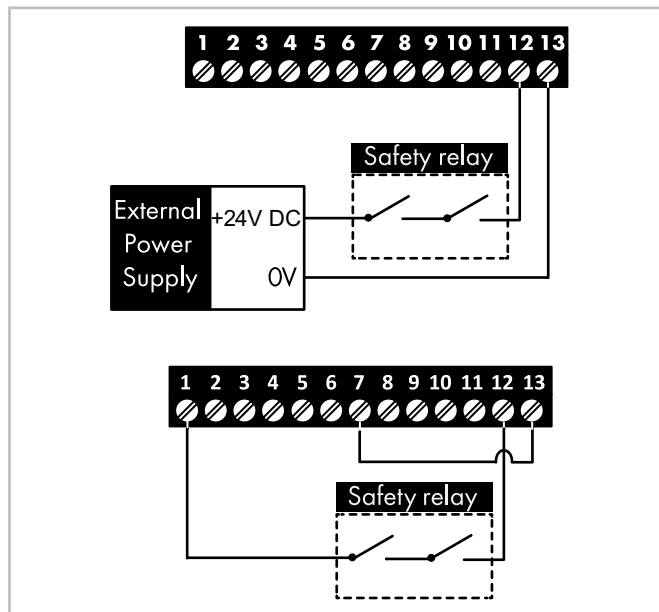 1 2 3 4 5 6 7 8 9 10 11 12 13
Safety relay
External
Power
Supply
+24V DC
0V
1 2 3 4 5 6 7 8 9 10 11 12 13
Safety relay